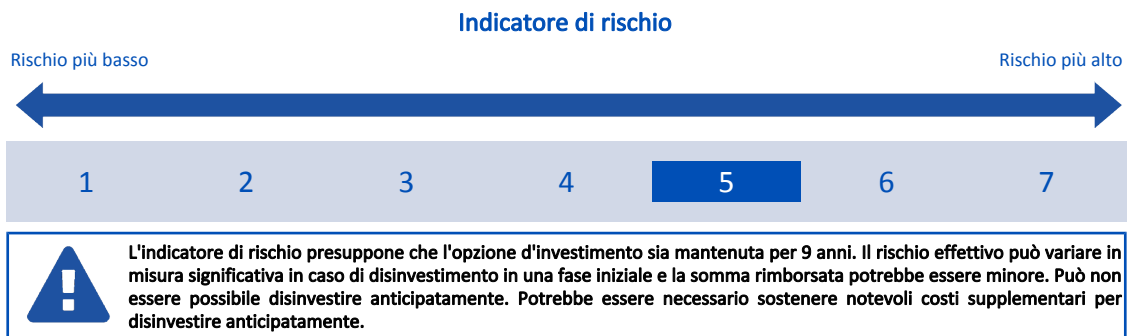 Indicatore di rischio
Rischio più basso
Rischio più alto
1 2 3 4 5 6 7
L'indicatore di rischio presuppone che l'opzione d'investimento sia mantenuta per 9 anni. Il rischio effettivo può variare in
misura significativa in caso di disinvestimento in una fase iniziale e la somma rimborsata potrebbe essere minore. Può non
essere possibile disinvestire anticipatamente. Potrebbe essere necessario sostenere notevoli costi supplementari per
disinvestire anticipatamente.